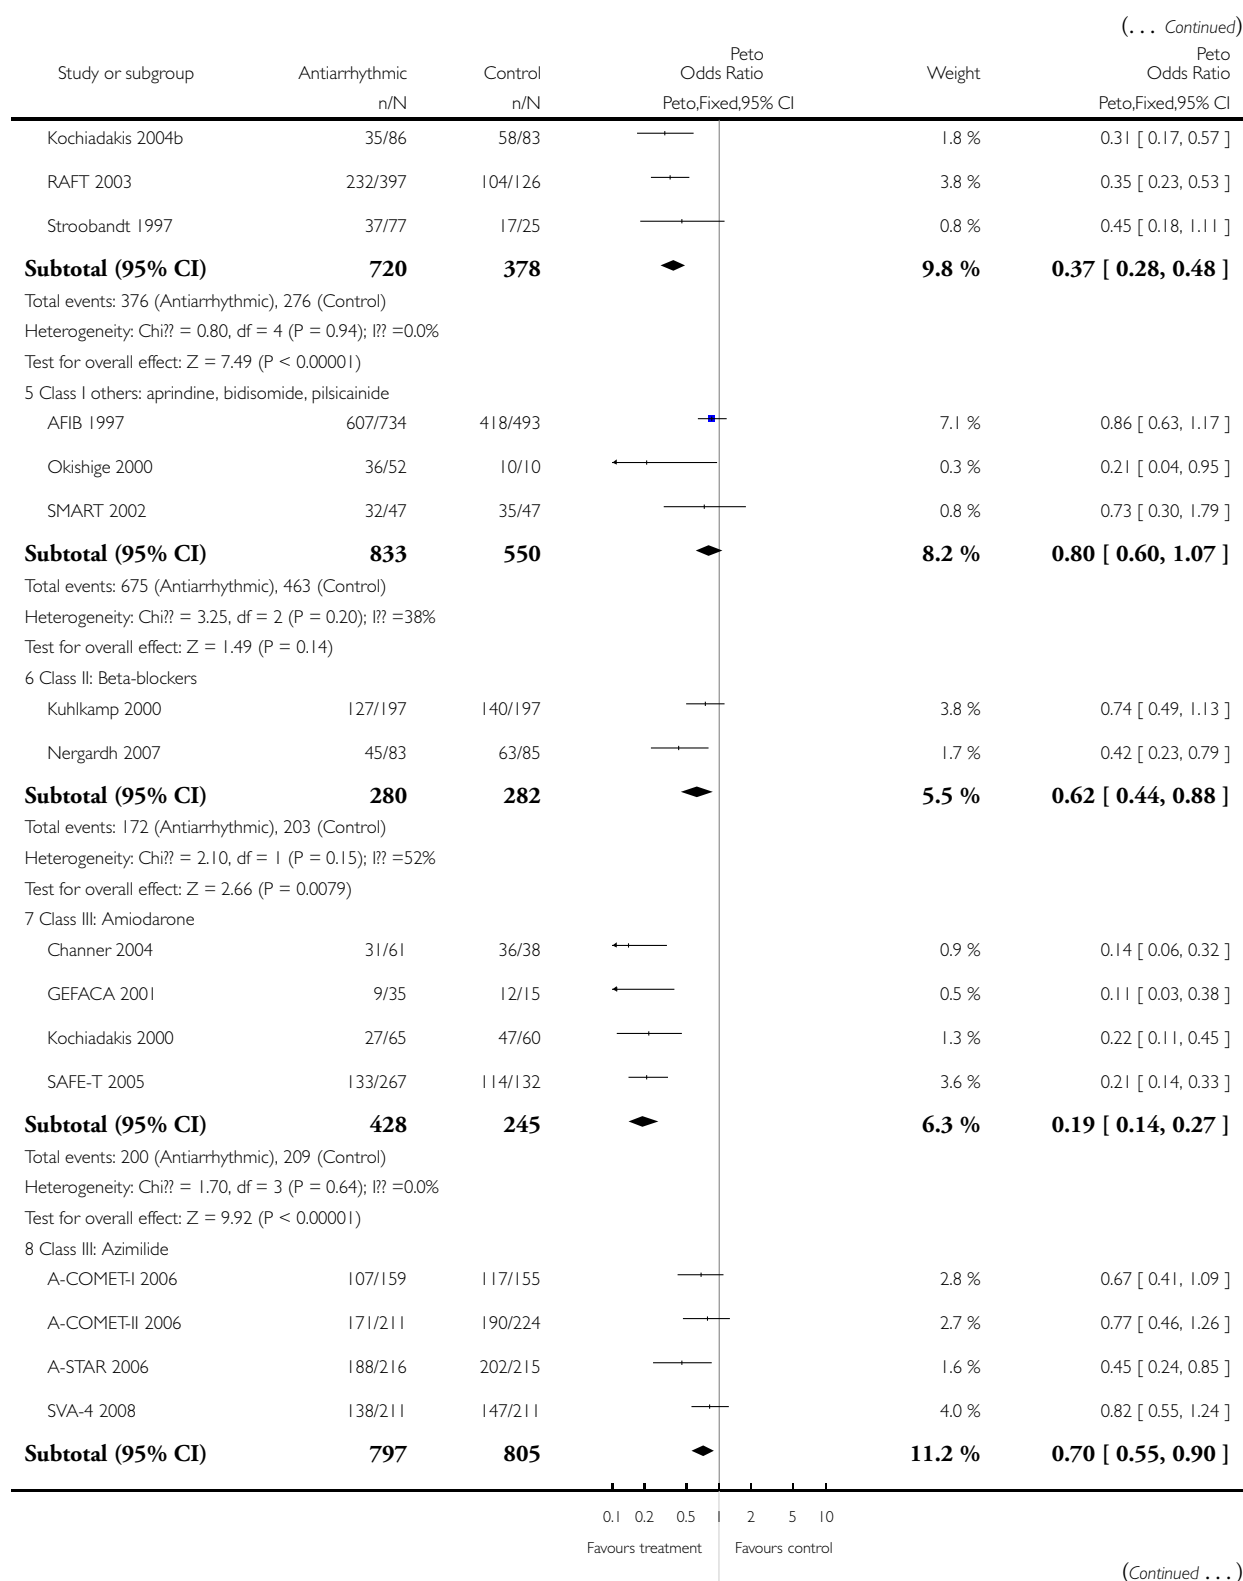 (... Continued)
Peto Peto
Study or subgroup Antiarrhythmic Control Odds Ratio Weight Odds Ratio
n/N n/N Peto,Fixed,95% CI Peto,Fixed,95% CI
Kochiadakis 2004b 35/86 58/83 1.8 % 0.31 [ 0.17, 0.57 ]
RAFT 2003 232/397 104/126 3.8 % 0.35 [ 0.23, 0.53 ]
Stroobandt 1997 37/77 17/25 0.8 % 0.45 [ 0.18, 1.11 ]
Subtotal (95% CI) 720 378 9.8 % 0.37 [ 0.28, 0.48 ]
Total events: 376 (Antiarrhythmic), 276 (Control)
Heterogeneity: Chi?? = 0.80, df = 4 (P = 0.94); I?? =0.0%
Test for overall effect: Z = 7.49 (P < 0.00001)
5 Class I others: aprindine, bidisomide, pilsicainide
AFIB 1997 607/734 418/493 7.1 % 0.86 [ 0.63, 1.17 ]
Okishige 2000 36/52 10/10 0.3 % 0.21 [ 0.04, 0.95 ]
SMART 2002 32/47 35/47 0.8 % 0.73 [ 0.30, 1.79 ]
Subtotal (95% CI) 833 550 8.2 % 0.80 [ 0.60, 1.07 ]
Total events: 675 (Antiarrhythmic), 463 (Control)
Heterogeneity: Chi?? = 3.25, df = 2 (P = 0.20); I?? =38%
Test for overall effect: Z = 1.49 (P = 0.14)
6 Class II: Beta-blockers
Kuhlkamp 2000 127/197 140/197 3.8 % 0.74 [ 0.49, 1.13 ]
Nergardh 2007 45/83 63/85 1.7 % 0.42 [ 0.23, 0.79 ]
Subtotal (95% CI) 280 282 5.5 % 0.62 [ 0.44, 0.88 ]
Total events: 172 (Antiarrhythmic), 203 (Control)
Heterogeneity: Chi?? = 2.10, df = 1 (P = 0.15); I?? =52%
Test for overall effect: Z = 2.66 (P = 0.0079)
7 Class III: Amiodarone
Channer 2004 31/61 36/38 0.9 % 0.14 [ 0.06, 0.32 ]
GEFACA 2001 9/35 12/15 0.5 % 0.11 [ 0.03, 0.38 ]
Kochiadakis 2000 27/65 47/60 1.3 % 0.22 [ 0.11, 0.45 ]
SAFE-T 2005 133/267 114/132 3.6 % 0.21 [ 0.14, 0.33 ]
Subtotal (95% CI) 428 245 6.3 % 0.19 [ 0.14, 0.27 ]
Total events: 200 (Antiarrhythmic), 209 (Control)
Heterogeneity: Chi?? = 1.70, df = 3 (P = 0.64); I?? =0.0%
Test for overall effect: Z = 9.92 (P < 0.00001)
8 Class III: Azimilide
A-COMET-I 2006 107/159 117/155 2.8 % 0.67 [ 0.41, 1.09 ]
A-COMET-II 2006 171/211 190/224 2.7 % 0.77 [ 0.46, 1.26 ]
A-STAR 2006 188/216 202/215 1.6 % 0.45 [ 0.24, 0.85 ]
SVA-4 2008 138/211 147/211 4.0 % 0.82 [ 0.55, 1.24 ]
Subtotal (95% CI) 797 805 11.2 % 0.70 [ 0.55, 0.90 ]
0.1 0.2 0.5 1 2 5 10
Favours treatment Favours control
(Continued ...)